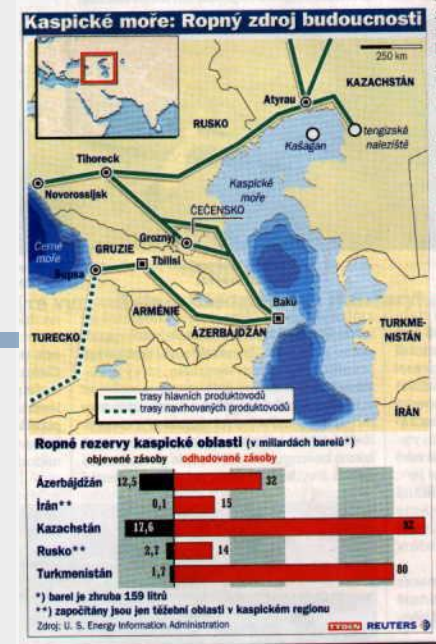 Kaspické moře: Ropný zdroj budoucnosti
250 km
KAZACHSTÁN
Atyrau
RUSKO
Kašagan
tengizské
naleziště
Tihoreck
Kaspické
moře
Novorossijsk
ČEČENSKO
Groznyj
Černé
moře
GRUZIE
Tbilisi
Supsa
Baku
ARMÉNIE
TURECKO
ÁZERBÁJDŽÁN
TURKME-
NISTÁN
ÍRÁN
trasy hlavních produktovodů
trasy navrhovaných produktovodů
Ropné rezervy kaspické oblasti (v miliardách barelů*)
objevené zásoby odhadované zásoby
Ázerbájdžán 12,5 32
Írán** 0,1 15
Kazachstán 17,6 92
Rusko** 2,7 14
Turkmenistán 1,7 80
*) barel je zhruba 159 litrů
**) započítány jsou jen těžební oblasti v kaspickém regionu
Zdroj: U. S. Energy Information Administration
TÝDEN REUTERS